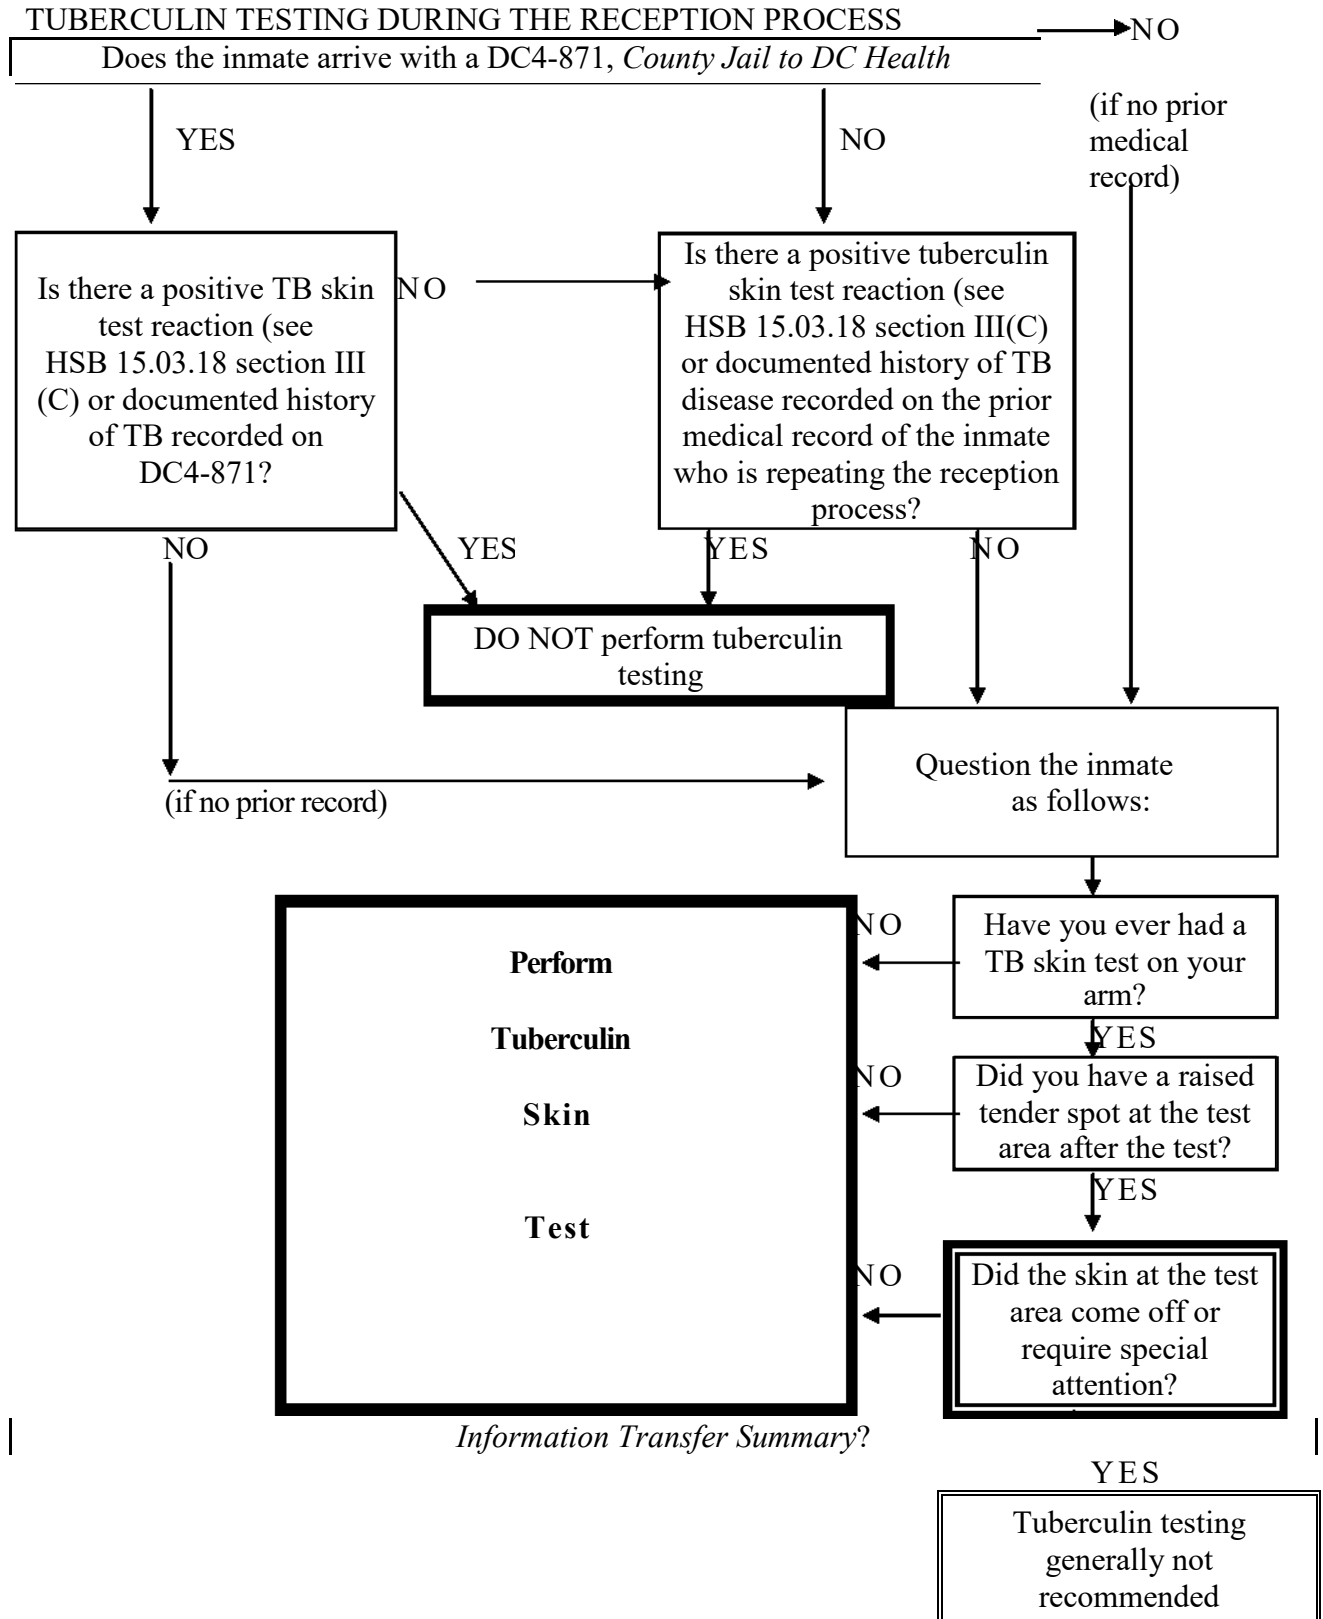 TUBERCULIN TESTING DURING THE RECEPTION PROCESS
NO
Does the inmate arrive with a DC4-871, County Jail to DC Health
(if no prior
medical
record)
YES
NO
Is there a positive TB skin
test reaction (see
HSB 15.03.18 section III
(C) or documented history
of TB recorded on
DC4-871?
NO
Is there a positive tuberculin
skin test reaction (see
HSB 15.03.18 section III(C)
or documented history of TB
disease recorded on the prior
medical record of the inmate
who is repeating the reception
process?
NO
YES
YES
NO
DO NOT perform tuberculin
testing
(if no prior record)
Question the inmate
as follows:
Perform
Tuberculin
Skin
Test
NO
Have you ever had a
TB skin test on your
arm?
YES
NO
Did you have a raised
tender spot at the test
area after the test?
YES
NO
Did the skin at the test
area come off or
require special
attention?
Information Transfer Summary?
YES
Tuberculin testing
generally not
recommended